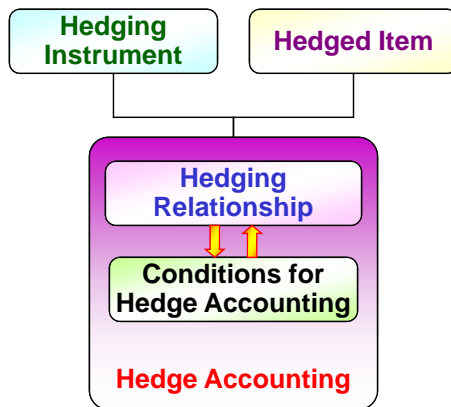 Hedging
Instrument
Hedged Item
Hedging
Relationship
Conditions for
Hedge Accounting
Hedge Accounting